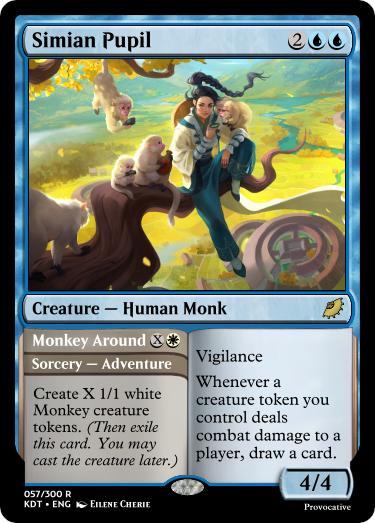 Simian Pupil 2
Creature — Human Monk
Monkey Around X
Sorcery — Adventure
Create X 1/1 white
Monkey creature
tokens. (Then exile
this card. You may
cast the creature later.)
Vigilance
Whenever a
creature token you
control deals
combat damage to a
player, draw a card.
4/4
057/300 R
KDT • ENG Eilene Cherie
Provocative